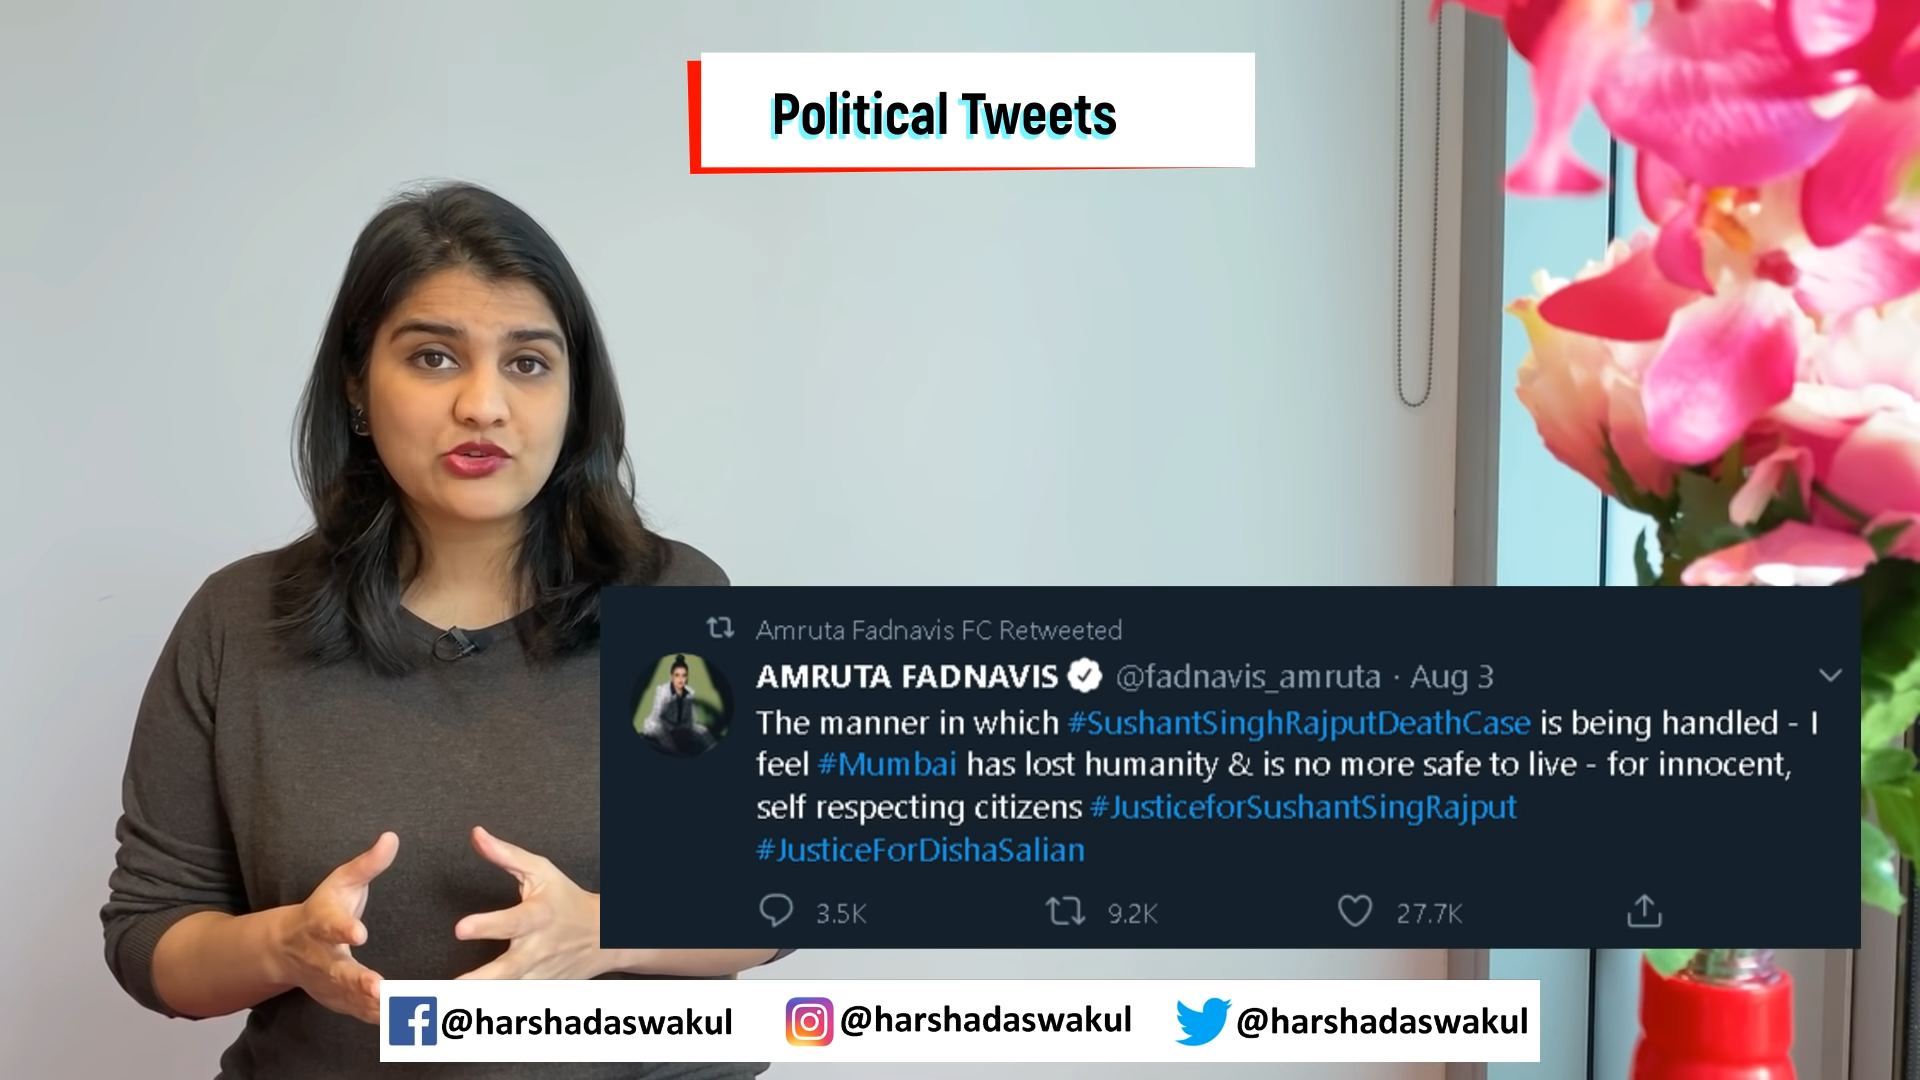 Political Tweets
Amruta Fadnavis FC Retweeted
AMRUTA FADNAVIS @fadnavis_amruta · Aug 3
The manner in which #SushantSinghRajputDeathCase is being handled - I
feel #Mumbai has lost humanity & is no more safe to live - for innocent,
self respecting citizens #JusticeforSushantSingRajput
#JusticeForDishaSalian
3.5K 9.2K 27.7K
@harshadaswakul @harshadaswakul @harshadaswakul